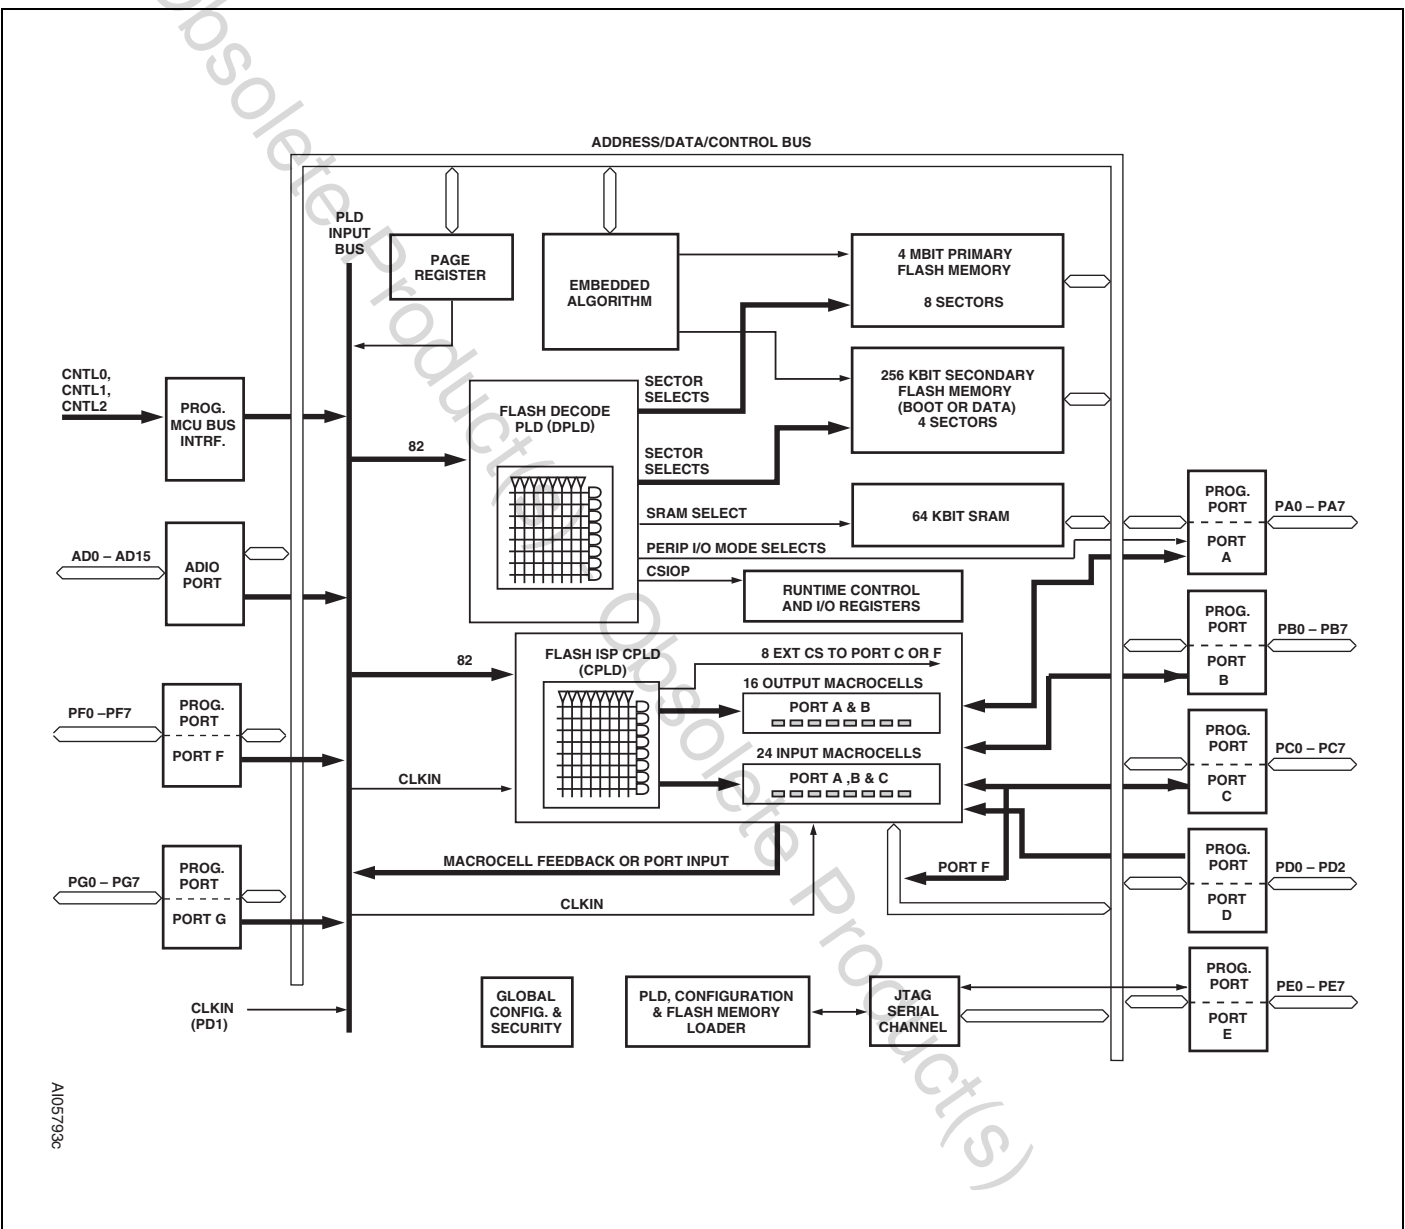 ADDRESS/DATA/CONTROL BUS
PLD
INPUT
BUS
PAGE
REGISTER
EMBEDDED
ALGORITHM
4 MBIT PRIMARY
FLASH MEMORY
8 SECTORS
CNTL0,
CNTL1,
CNTL2
PROG.
MCU BUS
INTRF.
82
FLASH DECODE
PLD (DPLD)
SECTOR
SELECTS
256 KBIT SECONDARY
FLASH MEMORY
(BOOT OR DATA)
4 SECTORS
SECTOR
SELECTS
SRAM SELECT
64 KBIT SRAM
PERIP I/O MODE SELECTS
CSIOP
RUNTIME CONTROL
AND I/O REGISTERS
PROG.
PORT
PORT
A
PA0 – PA7
AD0 – AD15
ADIO
PORT
PROG.
PORT
PORT
B
PB0 – PB7
82
FLASH ISP CPLD
(CPLD)
8 EXT CS TO PORT C OR F
16 OUTPUT MACROCELLS
PORT A & B
24 INPUT MACROCELLS
PORT A ,B & C
PF0 –PF7
PROG.
PORT
PORT F
CLKIN
PROG.
PORT
PORT
C
PC0 – PC7
MACROCELL FEEDBACK OR PORT INPUT
PORT F
PROG.
PORT
PORT
D
PD0 – PD2
PG0 – PG7
PROG.
PORT
PORT G
CLKIN
CLKIN
(PD1)
GLOBAL
CONFIG. &
SECURITY
PLD, CONFIGURATION
& FLASH MEMORY
LOADER
JTAG
SERIAL
CHANNEL
PROG.
PORT
PORT
E
PE0 – PE7
AI05793c
Obsolete Product(s)
Obsolete Product(s)